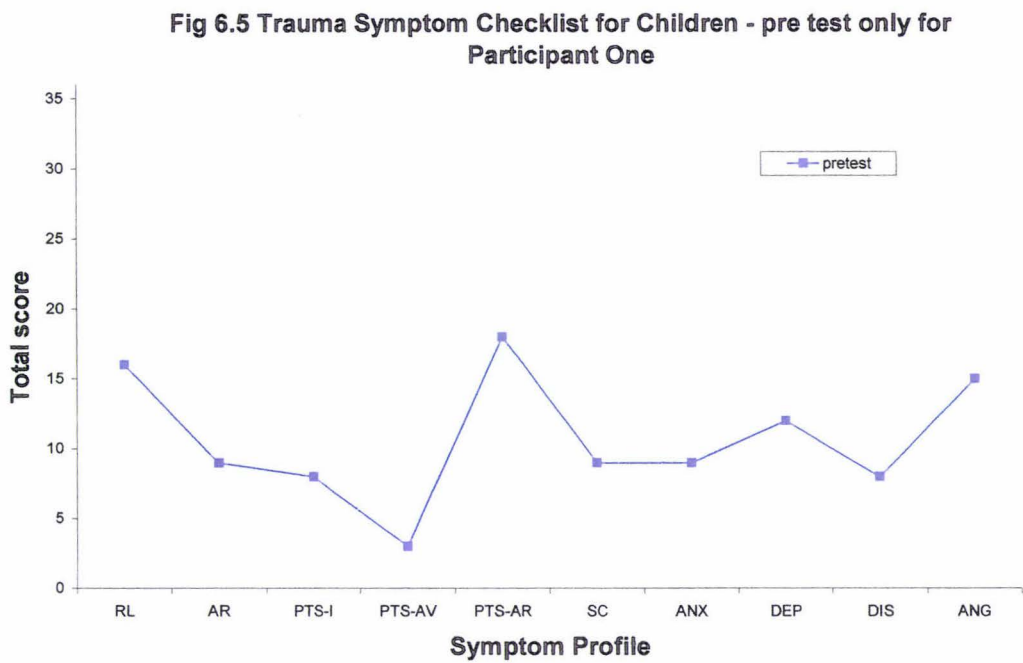 Fig 6.5 Trauma Symptom Checklist for Children - pre test only for
Participant One
35
30
25
20
15
10
5
0
Total score
pretest
RL AR PTS-I PTS-AV PTS-AR SC ANX DEP DIS ANG
Symptom Profile